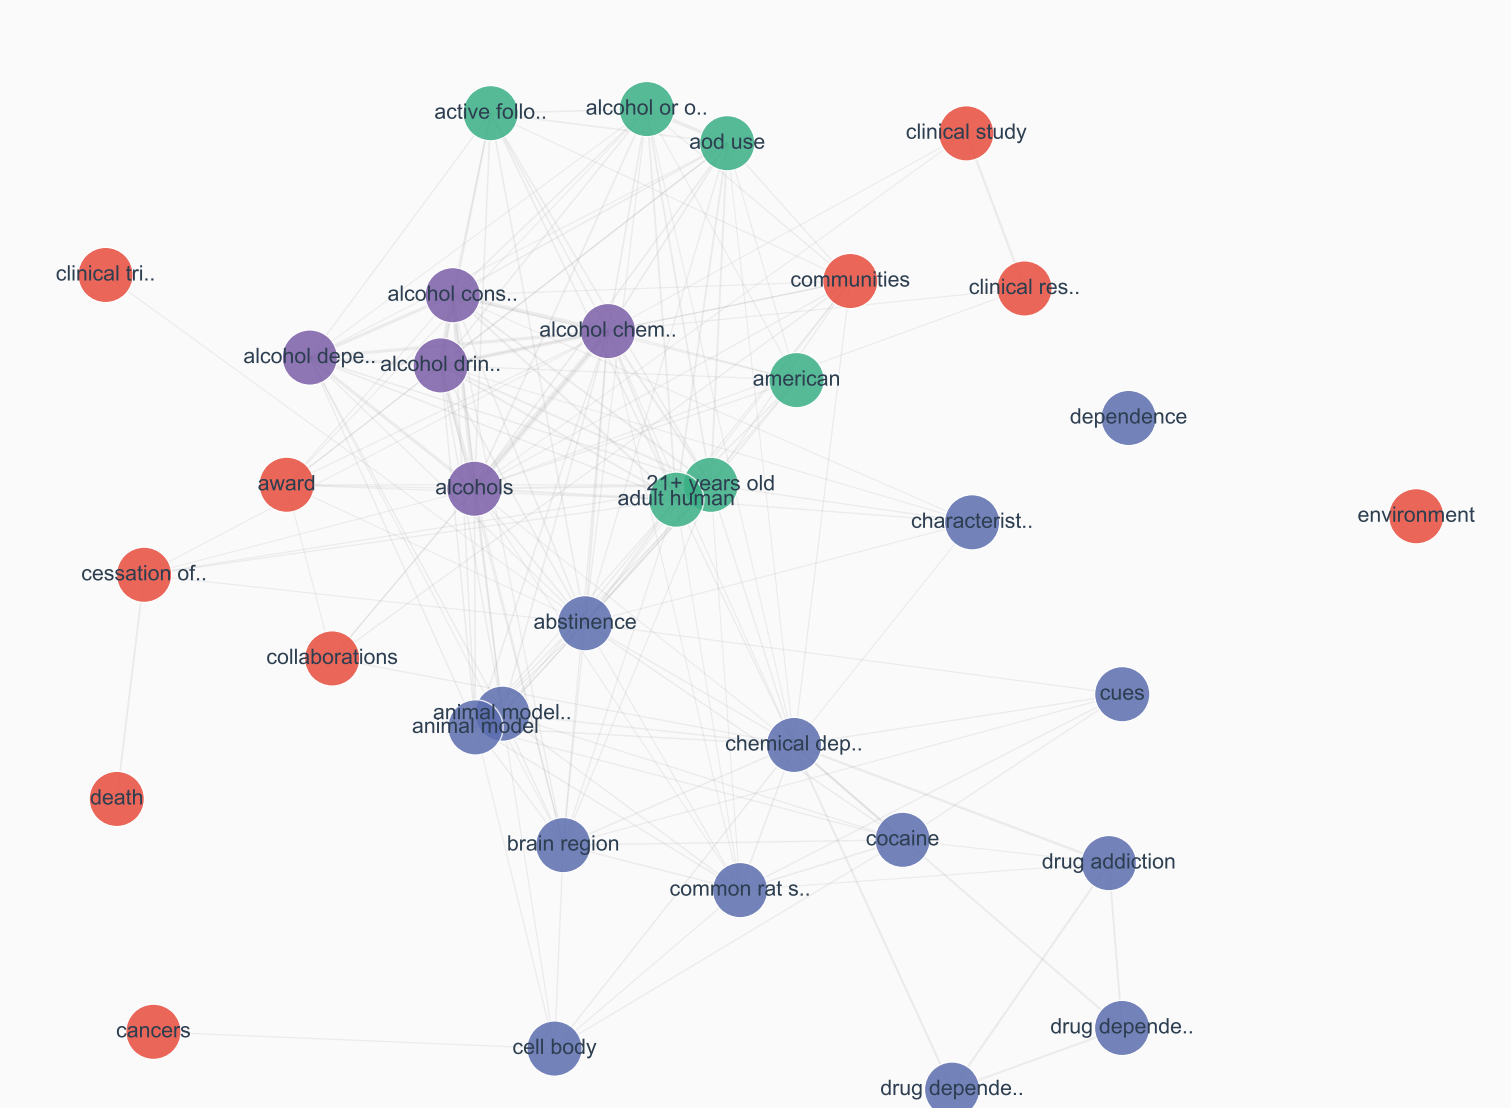 active follo..
alcohol or o..
aod use
clinical study
clinical tri..
alcohol cons..
communities
clinical res..
alcohol chem..
alcohol depe..
alcohol drin..
american
dependence
award
alcohols
21+ years old
adult human
characterist..
environment
cessation of..
abstinence
collaborations
cues
animal model..
animal model
chemical dep..
death
brain region
cocaine
drug addiction
common rat s..
cancers
cell body
drug depende..
drug depende..